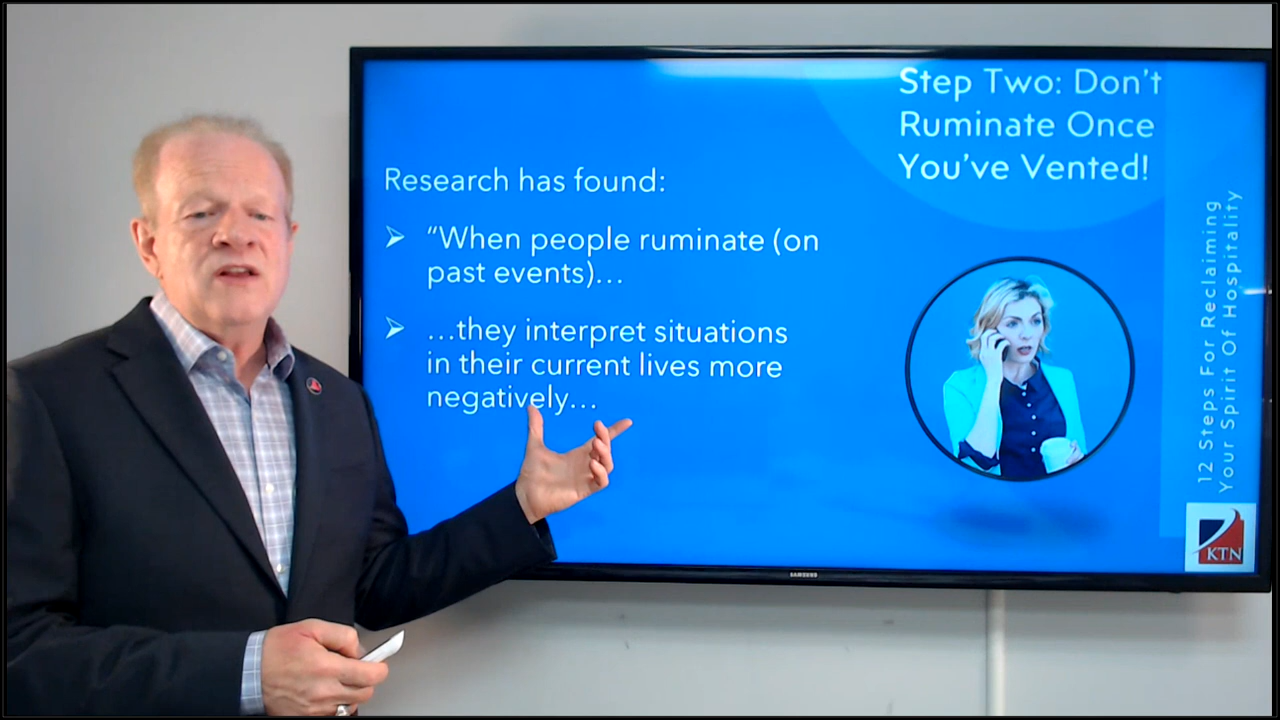 Step Two: Don't
Ruminate Once
You've Vented!
Research has found:
"When people ruminate (on
past events)...
...they interpret situations
in their current lives more
negatively...
12 Steps For Reclaiming
Your Spirit Of Hospitality
KTN
SAMSUNG